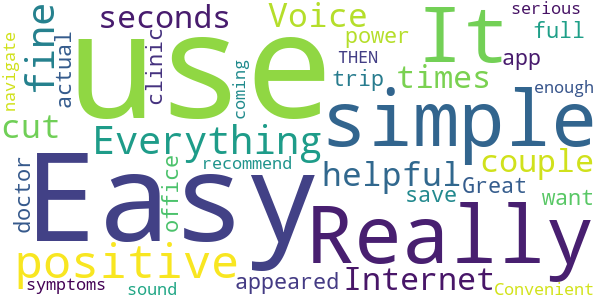 seconds Voice It serious
navigate fine actual use clinic power full
THEN app
coming trip times
cut Everything simple enough
recommend helpful couple
doctor Easy office Really save Great want
positive appeared Internet
symptoms sound Convenient